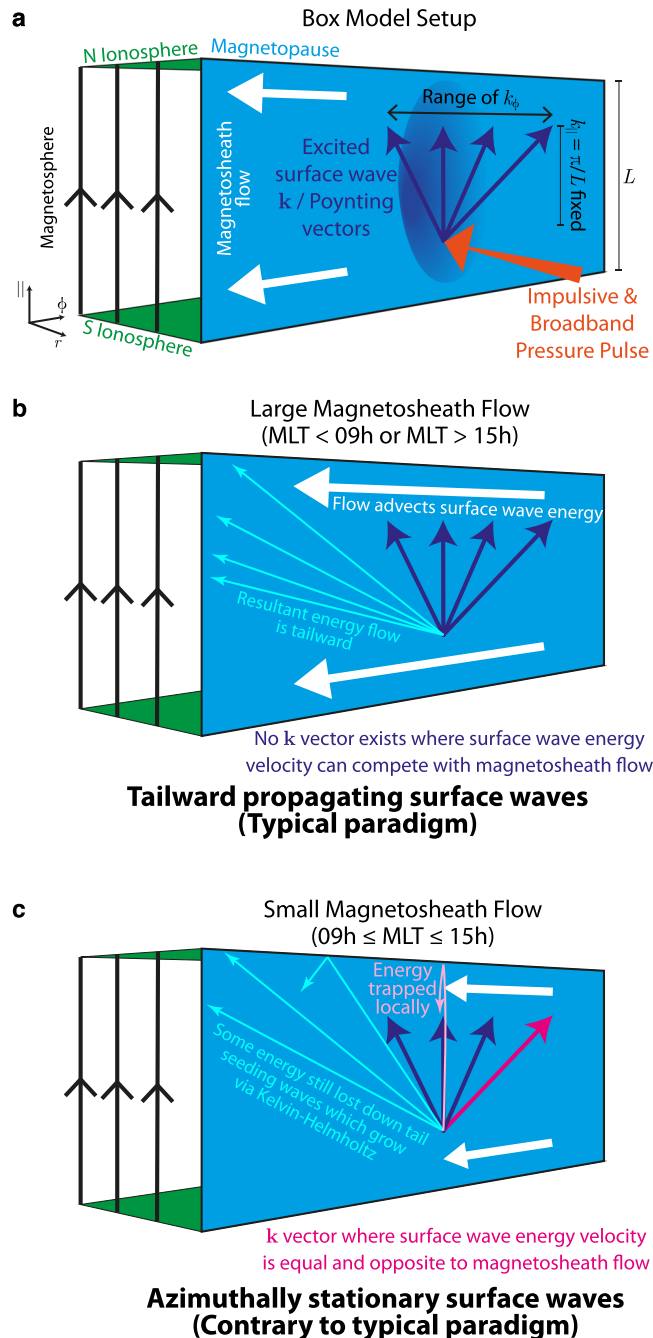 a
Box Model Setup
N Ionosphere
Magnetopause
Magnetosphere
Magnetosheath
flow
Range of kϕ
Excited
surface wave
k / Poynting
vectors
k|| = π/L fixed
L
||
ϕ
r
S Ionosphere
Impulsive &
Broadband
Pressure Pulse
b
Large Magnetosheath Flow
(MLT < 09h or MLT > 15h)
Flow advects surface wave energy
Resultant energy flow
is tailward
No k vector exists where surface wave energy
velocity can compete with magnetosheath flow
Tailward propagating surface waves
(Typical paradigm)
c
Small Magnetosheath Flow
(09h ≤ MLT ≤ 15h)
Energy
trapped
locally
Some energy still lost down tail
seeding waves which grow
via Kelvin-Helmholtz
k vector where surface wave energy velocity
is equal and opposite to magnetosheath flow
Azimuthally stationary surface waves
(Contrary to typical paradigm)